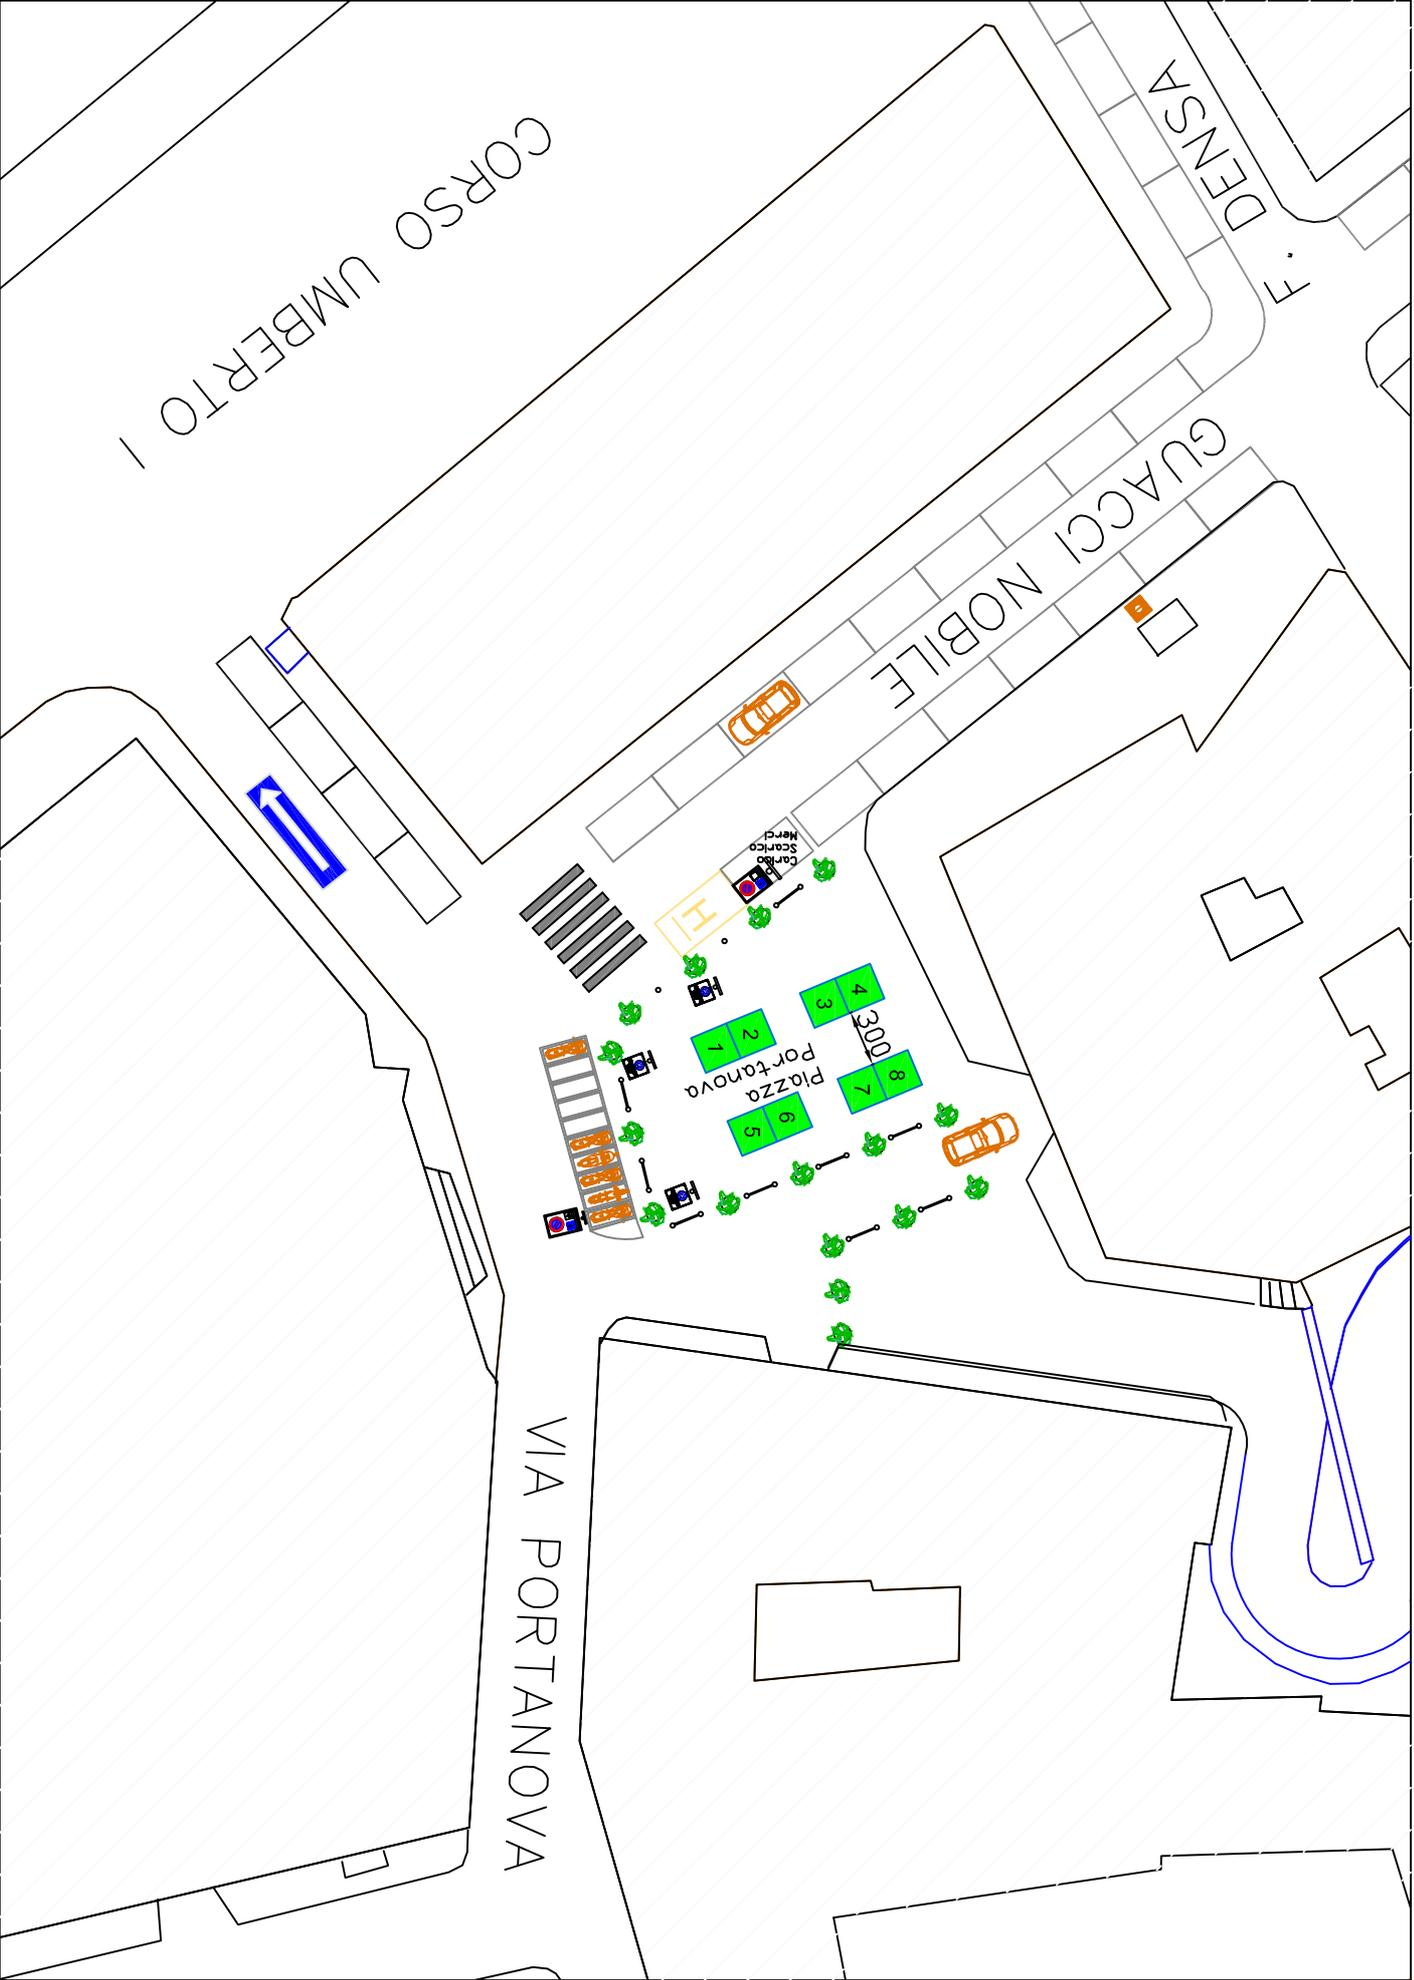 CORSO UMBERTO I
F. DENSA
GUACCI NOBILE
Carico
Scarico
Merci
H
3
4
1
2
300
Piazza
Portanova
7
8
5
6
VIA PORTANOVA